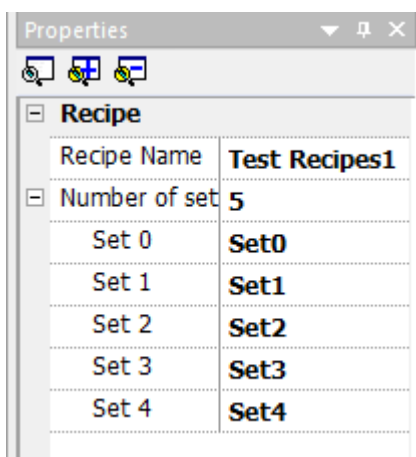 Properties
Recipe
Recipe Name Test Recipes1
Number of set 5
Set 0 Set0
Set 1 Set1
Set 2 Set2
Set 3 Set3
Set 4 Set4